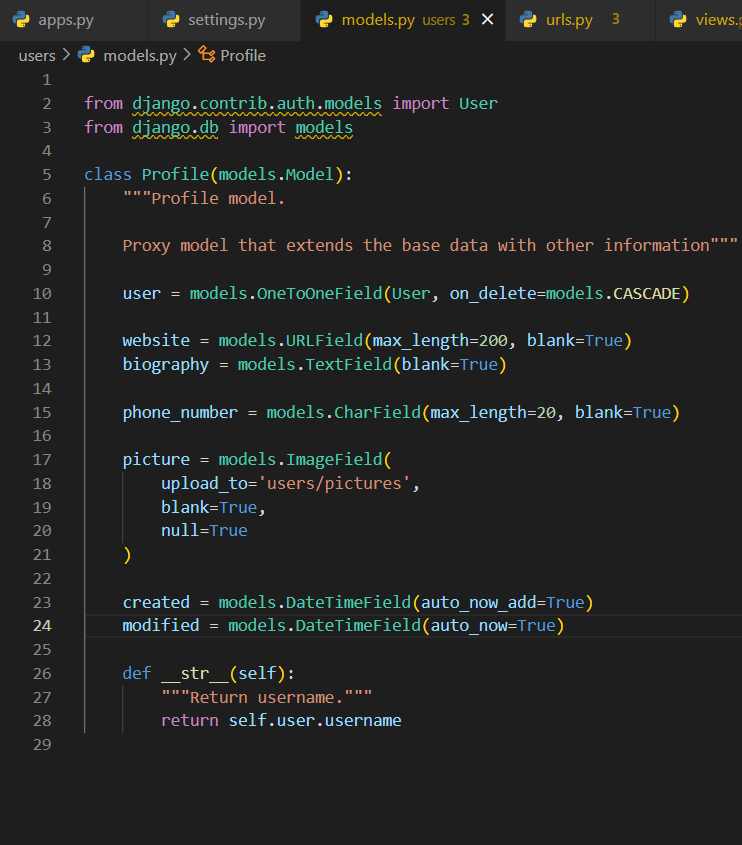 apps.py settings.py models.py users 3 urls.py 3 views.
users > models.py > Profile
1
2 from django.contrib.auth.models import User
3 from django.db import models
4
5 class Profile(models.Model):
6 """Profile model.
7
8 Proxy model that extends the base data with other information"""
9
10 user = models.OneToOneField(User, on_delete=models.CASCADE)
11
12 website = models.URLField(max_length=200, blank=True)
13 biography = models.TextField(blank=True)
14
15 phone_number = models.CharField(max_length=20, blank=True)
16
17 picture = models.ImageField(
18 upload_to='users/pictures',
19 blank=True,
20 null=True
21 )
22
23 created = models.DateTimeField(auto_now_add=True)
24 modified = models.DateTimeField(auto_now=True)
25
26 def __str__(self):
27 """Return username."""
28 return self.user.username
29